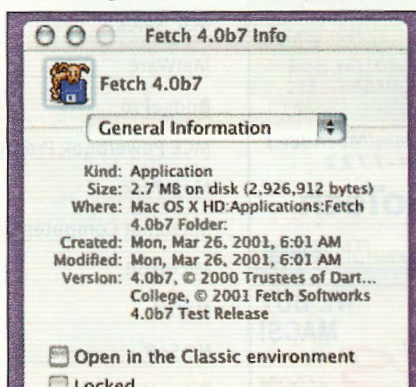 Fetch 4.0b7 Info
Fetch 4.0b7
General Information
Kind: Application
Size: 2.7 MB on disk (2,926,912 bytes)
Where: Mac OS X HD:Applications:Fetch
4.0b7 Folder:
Created: Mon, Mar 26, 2001, 6:01 AM
Modified: Mon, Mar 26, 2001, 6:01 AM
Version: 4.0b7, © 2000 Trustees of Dart...
College, © 2001 Fetch Softworks
4.0b7 Test Release
Open in the Classic environment
Locked